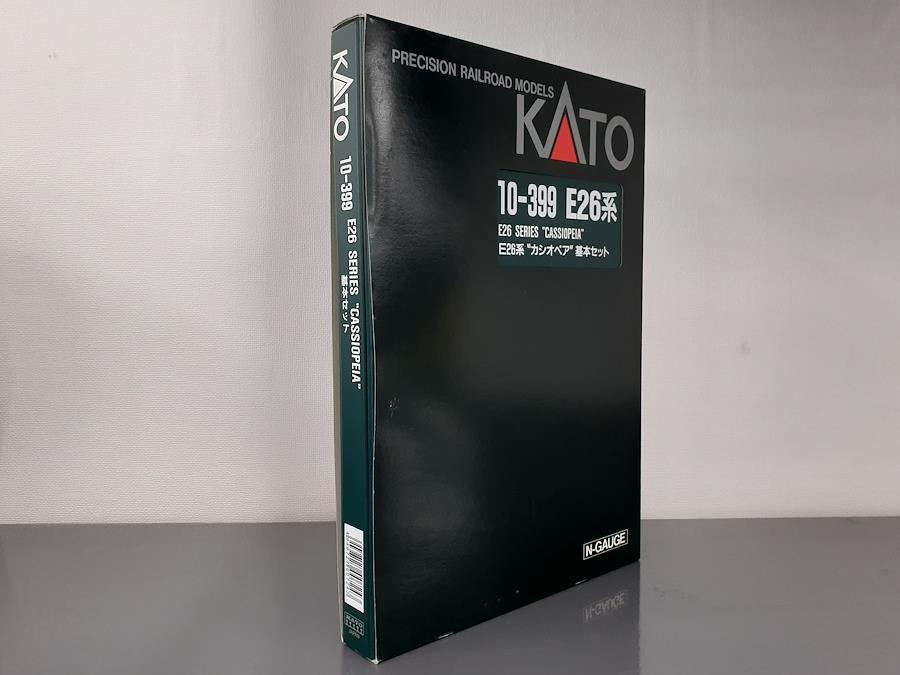 PRECISION RAILROAD MODELS
KATO
10-399 E26系
E26 SERIES "CASSIOPEIA"
E26系 "カシオペア" 基本セット
N-GAUGE
KATO 10-399 E26 SERIES "CASSIOPEIA"
基本セット